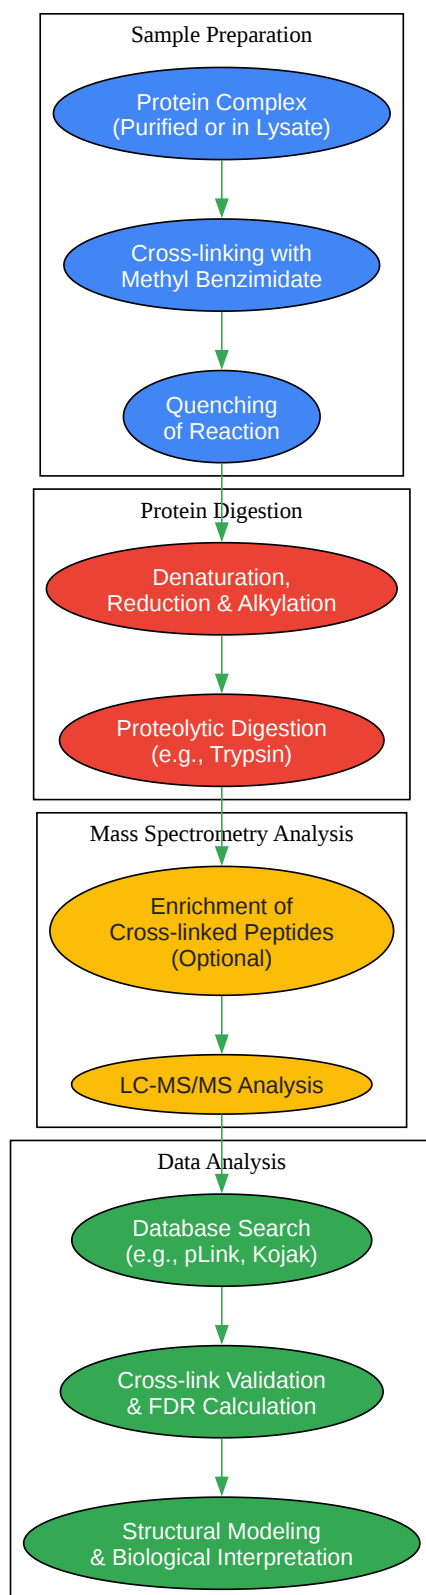 Sample Preparation
Protein Complex
(Purified or in Lysate)
Cross-linking with
Methyl Benzimidate
Quenching
of Reaction
Protein Digestion
Denaturation,
Reduction & Alkylation
Proteolytic Digestion
(e.g., Trypsin)
Mass Spectrometry Analysis
Enrichment of
Cross-linked Peptides
(Optional)
LC-MS/MS Analysis
Data Analysis
Database Search
(e.g., pLink, Kojak)
Cross-link Validation
& FDR Calculation
Structural Modeling
& Biological Interpretation